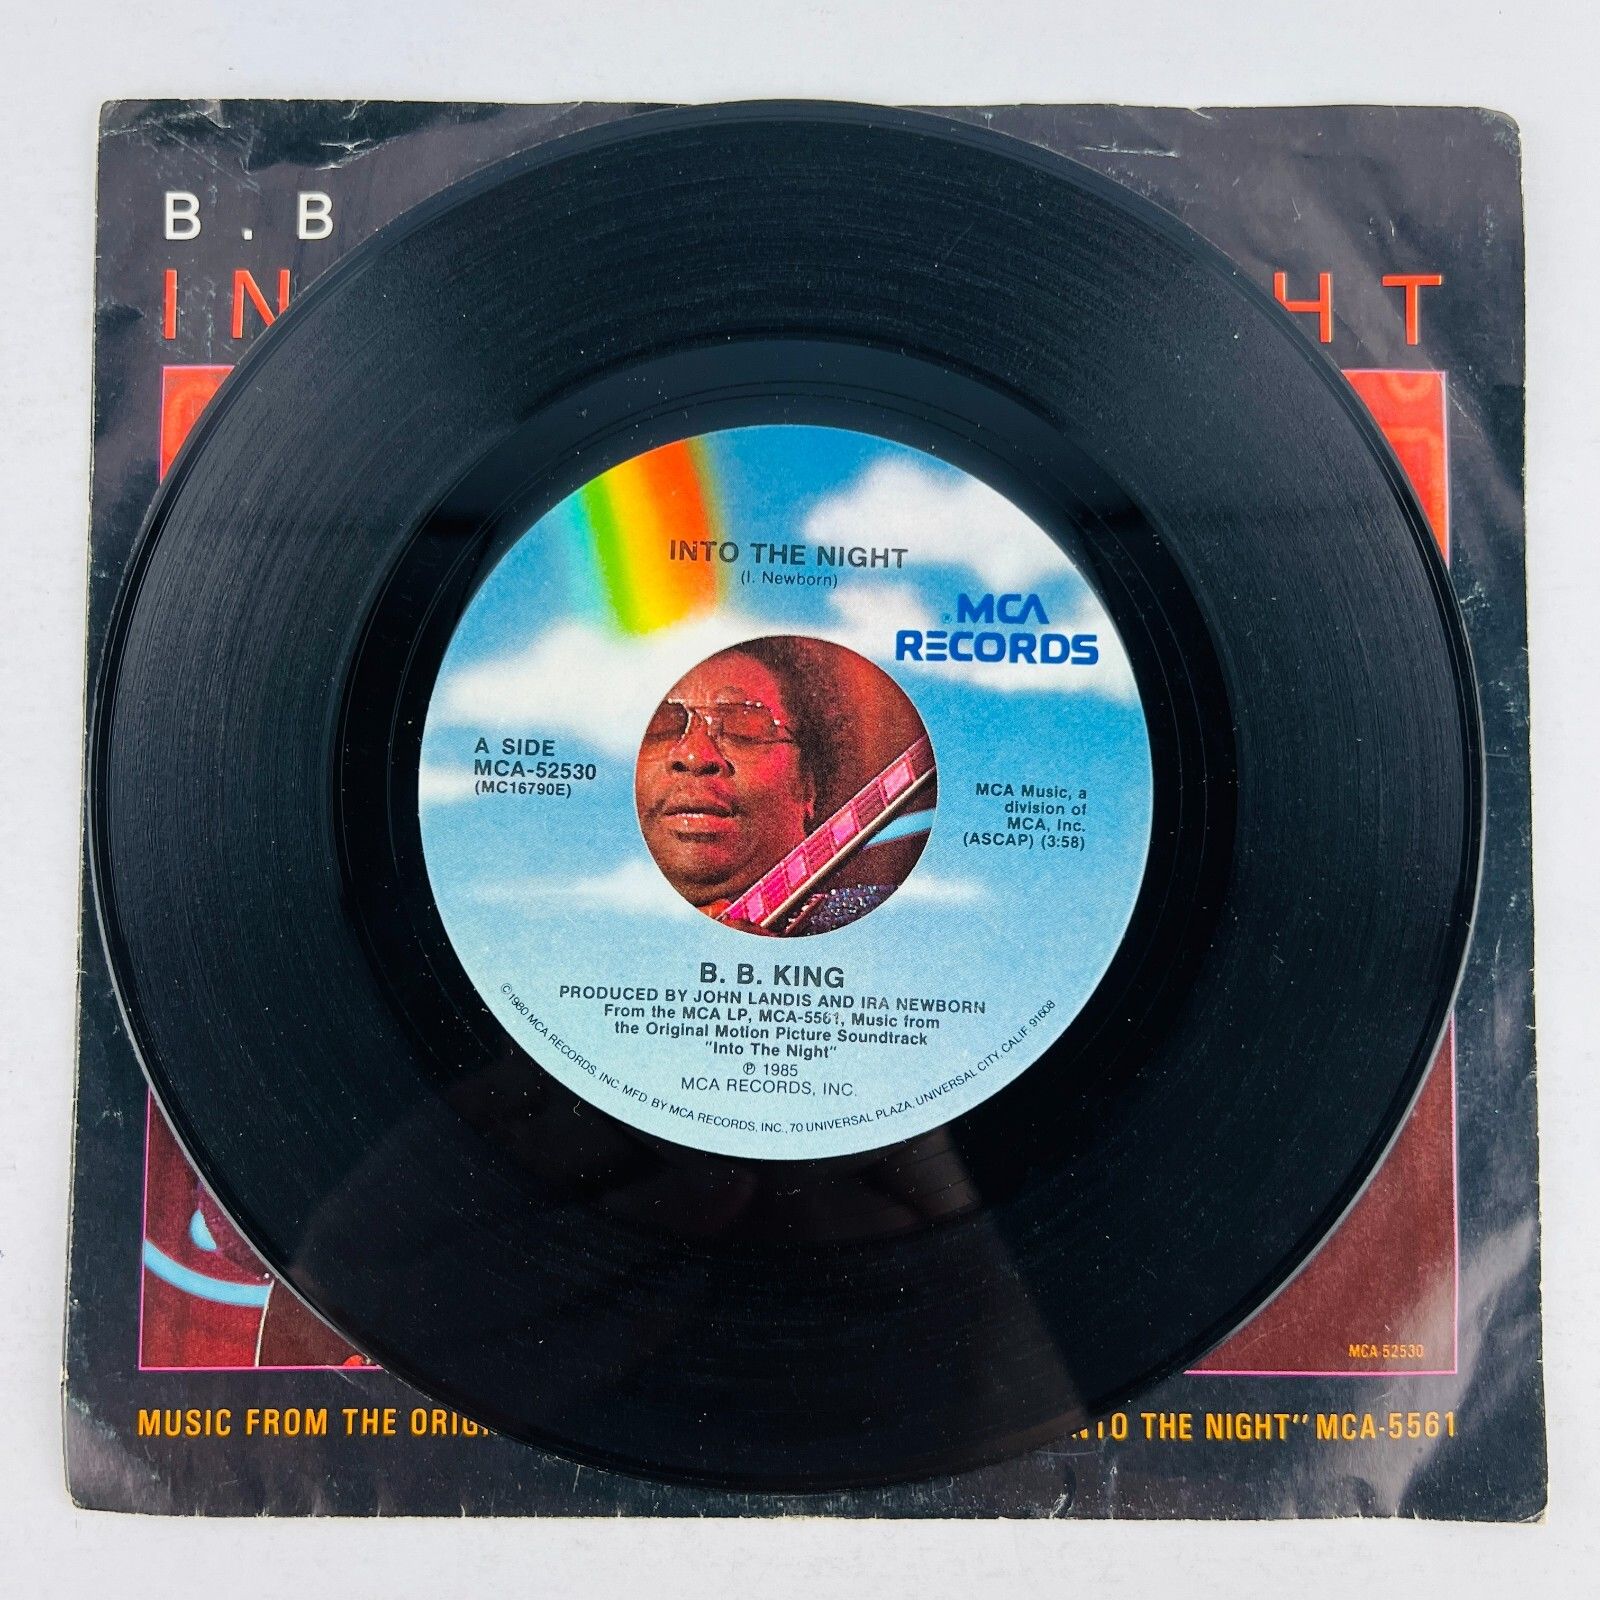 B . B
IN HT
INTO THE NIGHT
(I. Newborn)
® MCA
RECORDS
A SIDE
MCA-52530
(MC16790E)
MCA Music, a
division of
MCA, Inc.
(ASCAP) (3:58)
B. B. KING
PRODUCED BY JOHN LANDIS AND IRA NEWBORN
From the MCA LP, MCA-5561, Music from
the Original Motion Picture Soundtrack
"Into The Night"
℗ 1985
MCA RECORDS, INC.
©1980 MCA RECORDS, INC. MFD. BY MCA RECORDS, INC., 70 UNIVERSAL PLAZA, UNIVERSAL CITY, CALIF. 91608
MCA-52530
MUSIC FROM THE ORIG NTO THE NIGHT" MCA-5561